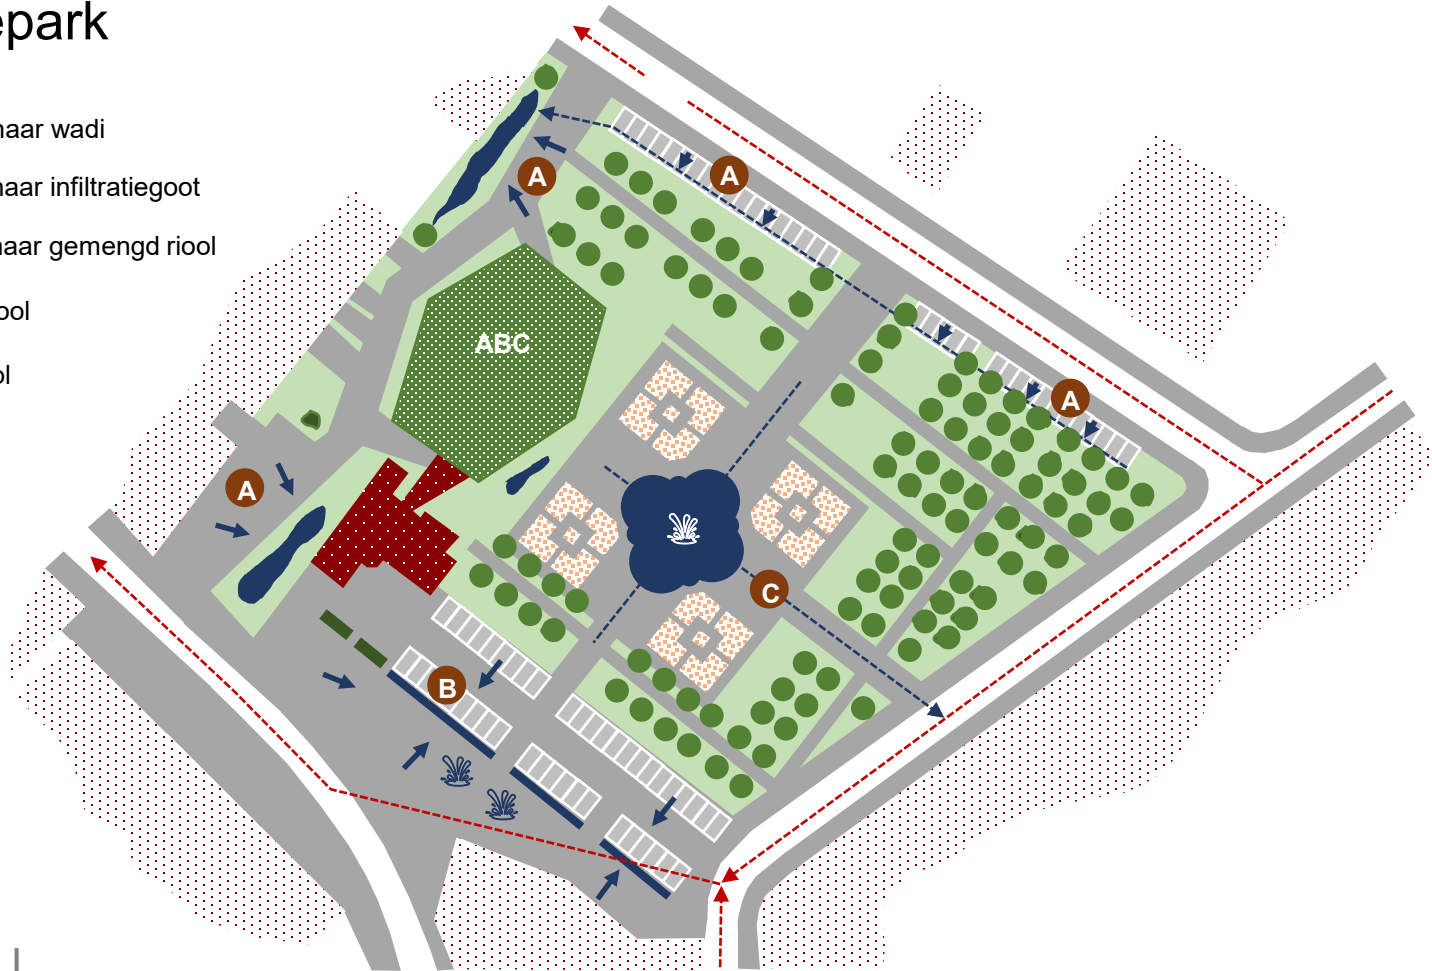 epark
naar wadi
naar infiltratiegoot
naar gemengd riool
ool
ol
A
A
ABC
A
A
C
B